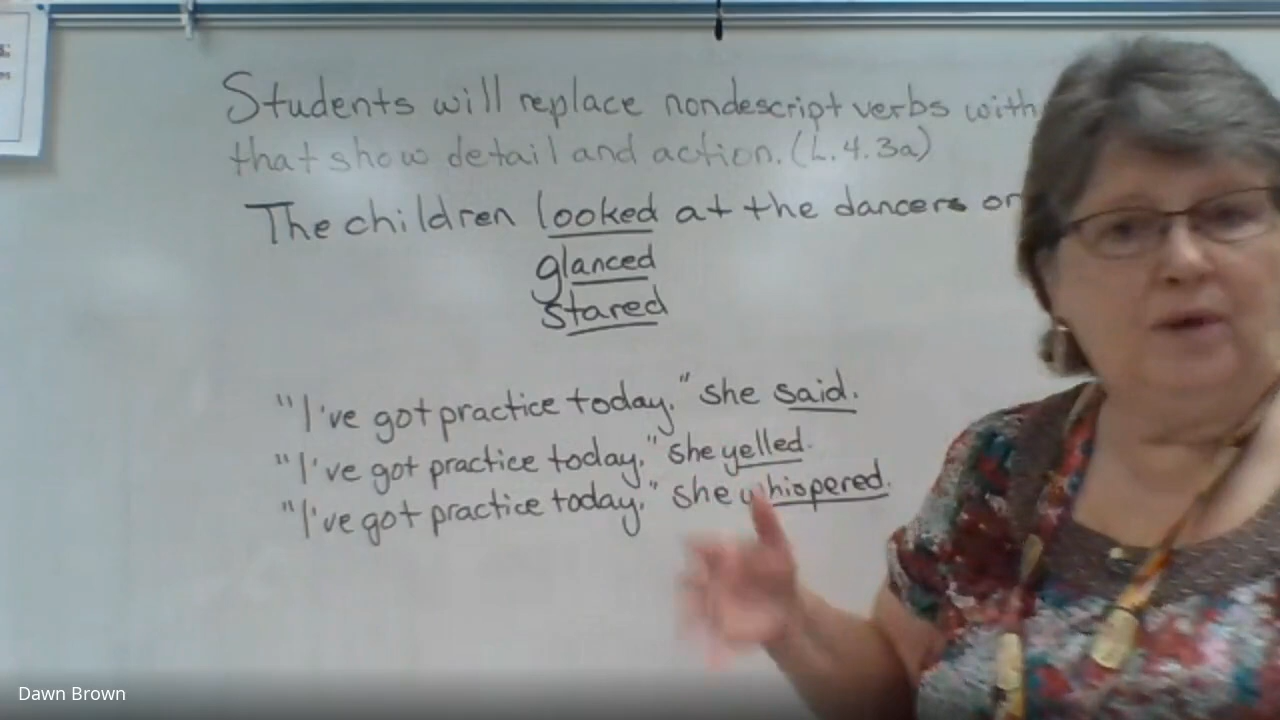 Students will replace nondescript verbs with
that show detail and action. (L.4.3a)
The children looked at the dancers on
glanced
stared
"I've got practice today," she said.
"I've got practice today," she yelled.
"I've got practice today," she whispered.
Dawn Brown